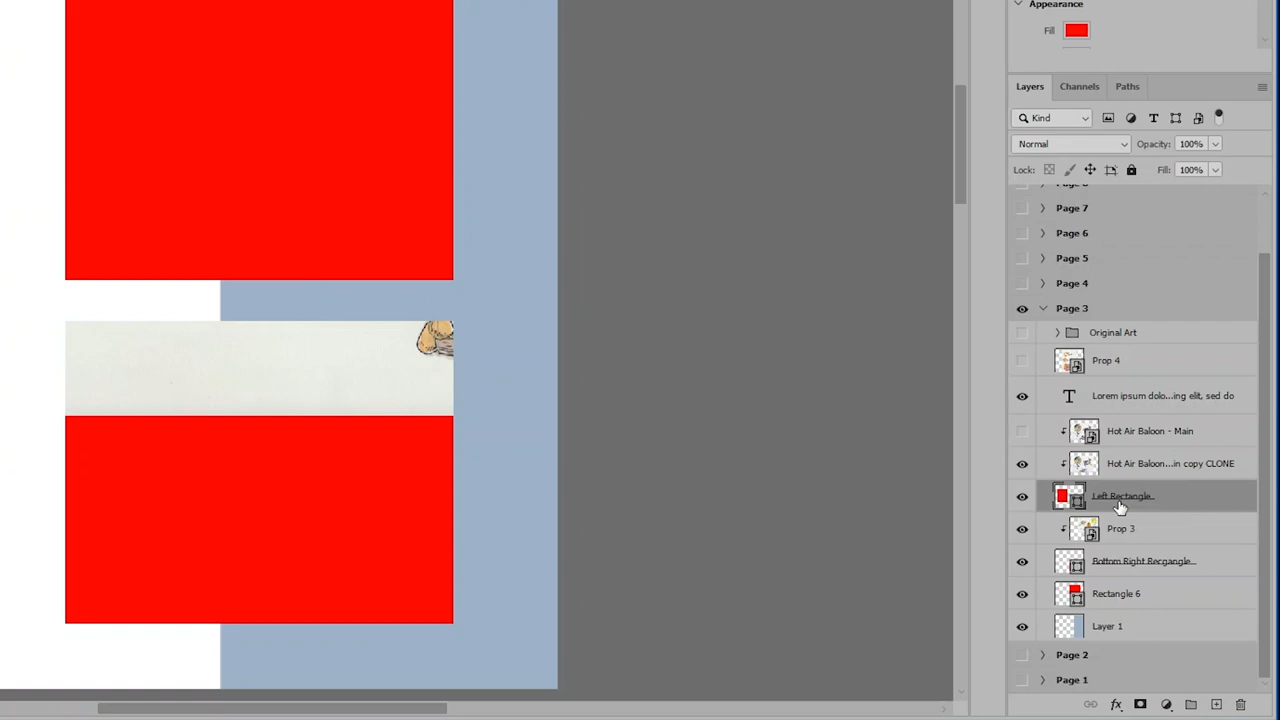 Appearance
Fill
Layers Channels Paths
Kind
Normal Opacity: 100%
Lock: Fill: 100%
Page 7
Page 6
Page 5
Page 4
Page 3
Original Art
Prop 4
T Lorem ipsum dolo...ing elit, sed do
Hot Air Baloon - Main
Hot Air Baloon...in copy CLONE
Left Rectangle
Prop 3
Bottom Right Recgangle
Rectangle 6
Layer 1
Page 2
Page 1
fx